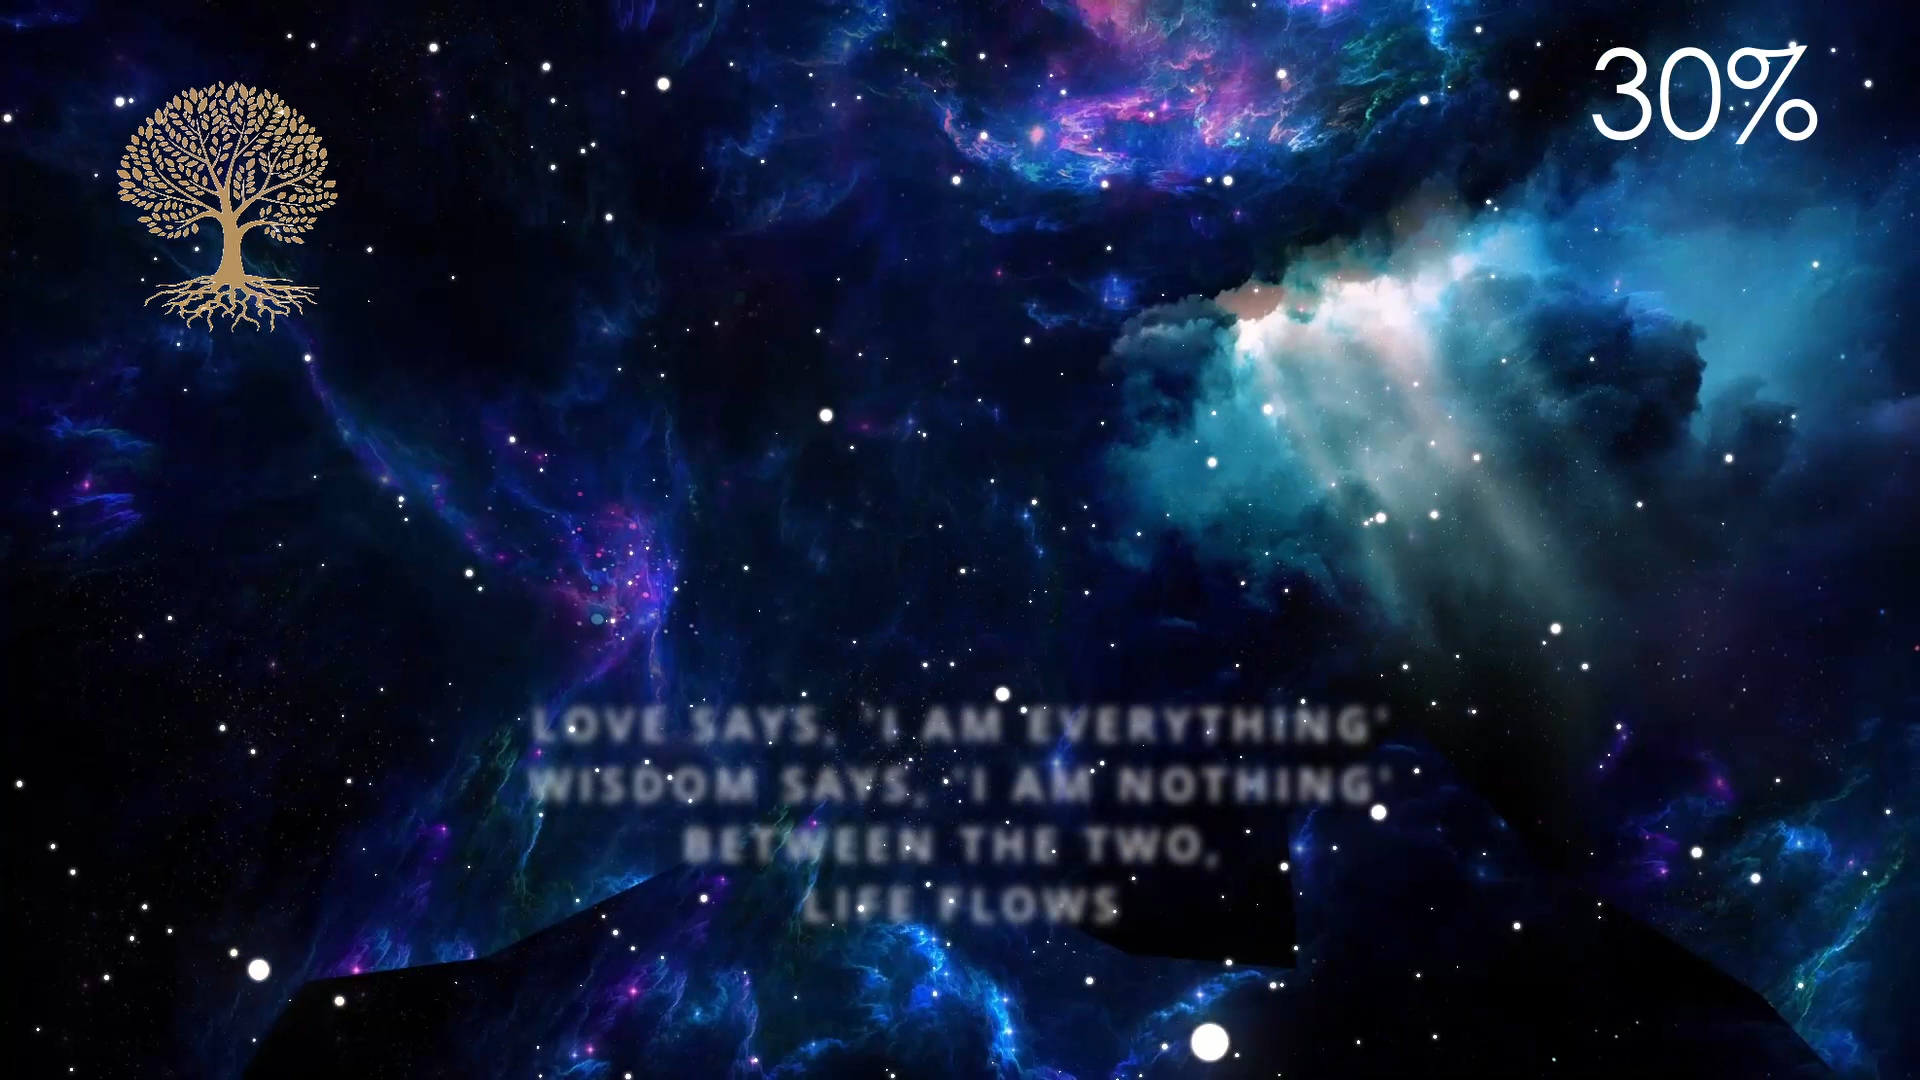 30%
LOVE SAYS, 'I AM EVERYTHING'
WISDOM SAYS, 'I AM NOTHING'
BETWEEN THE TWO,
LIFE FLOWS